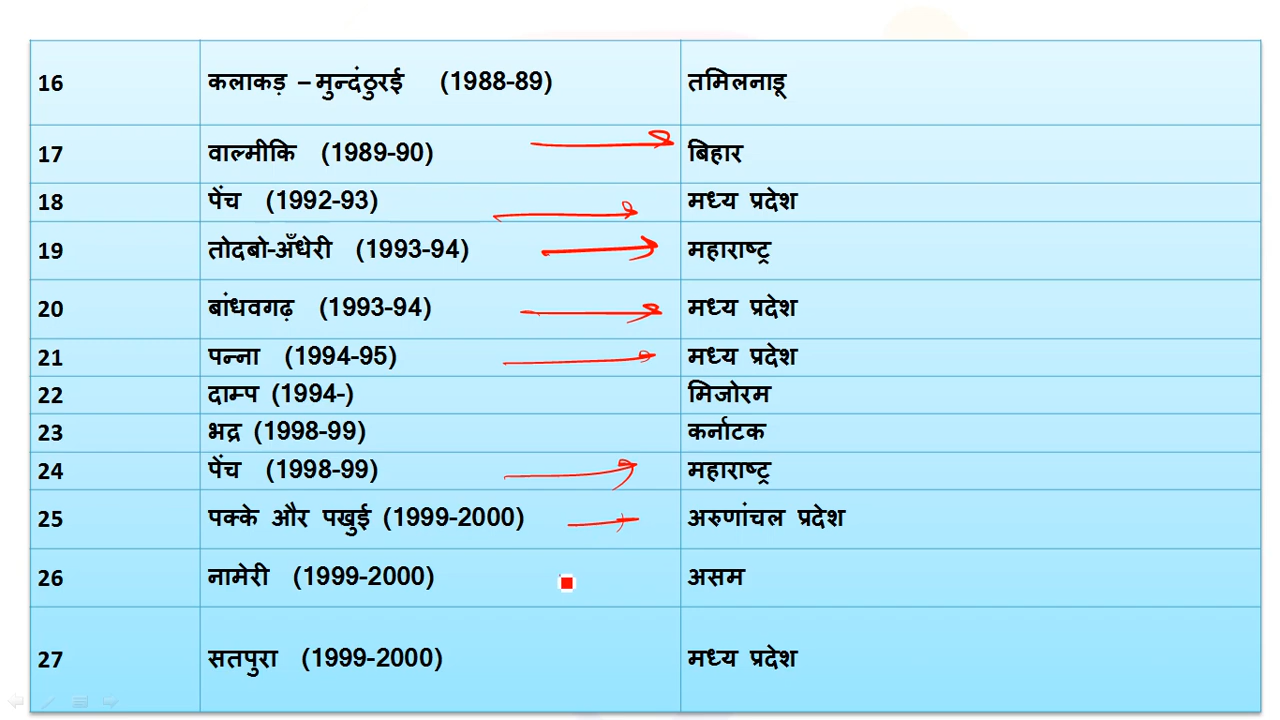 16 कलाकड़ – मुन्दंठुरई (1988-89) तमिलनाडू
17 वाल्मीकि (1989-90) बिहार
18 पेंच (1992-93) मध्य प्रदेश
19 तोदबो-अँधेरी (1993-94) महाराष्ट्र
20 बांधवगढ़ (1993-94) मध्य प्रदेश
21 पन्ना (1994-95) मध्य प्रदेश
22 दाम्प (1994-) मिजोरम
23 भद्र (1998-99) कर्नाटक
24 पेंच (1998-99) महाराष्ट्र
25 पक्के और पखुई (1999-2000) अरुणांचल प्रदेश
26 नामेरी (1999-2000) असम
27 सतपुरा (1999-2000) मध्य प्रदेश